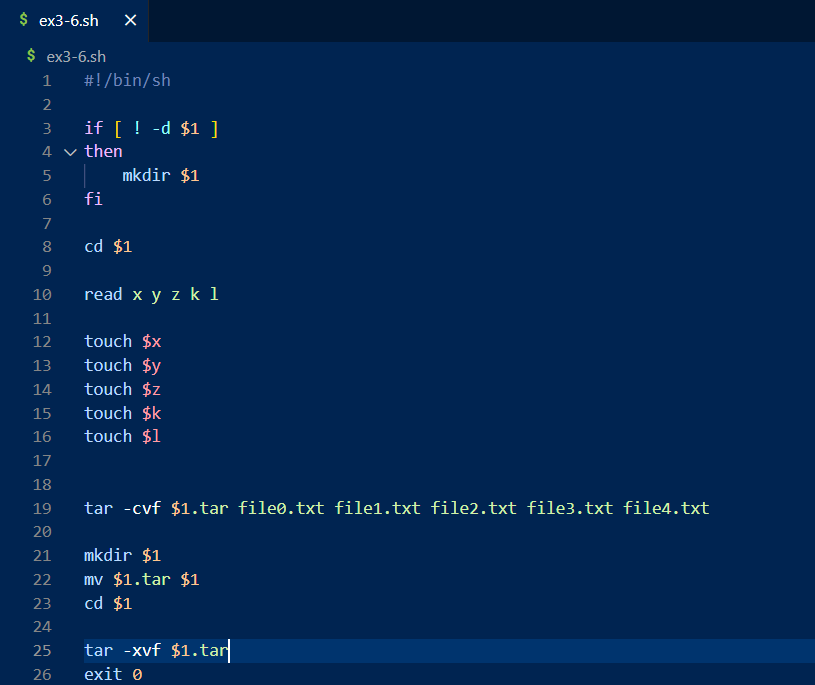 $ ex3-6.sh ×
$ ex3-6.sh
1 #!/bin/sh
2
3 if [ ! -d $1 ]
4 then
5 mkdir $1
6 fi
7
8 cd $1
9
10 read x y z k l
11
12 touch $x
13 touch $y
14 touch $z
15 touch $k
16 touch $l
17
18
19 tar -cvf $1.tar file0.txt file1.txt file2.txt file3.txt file4.txt
20
21 mkdir $1
22 mv $1.tar $1
23 cd $1
24
25 tar -xvf $1.tar
26 exit 0